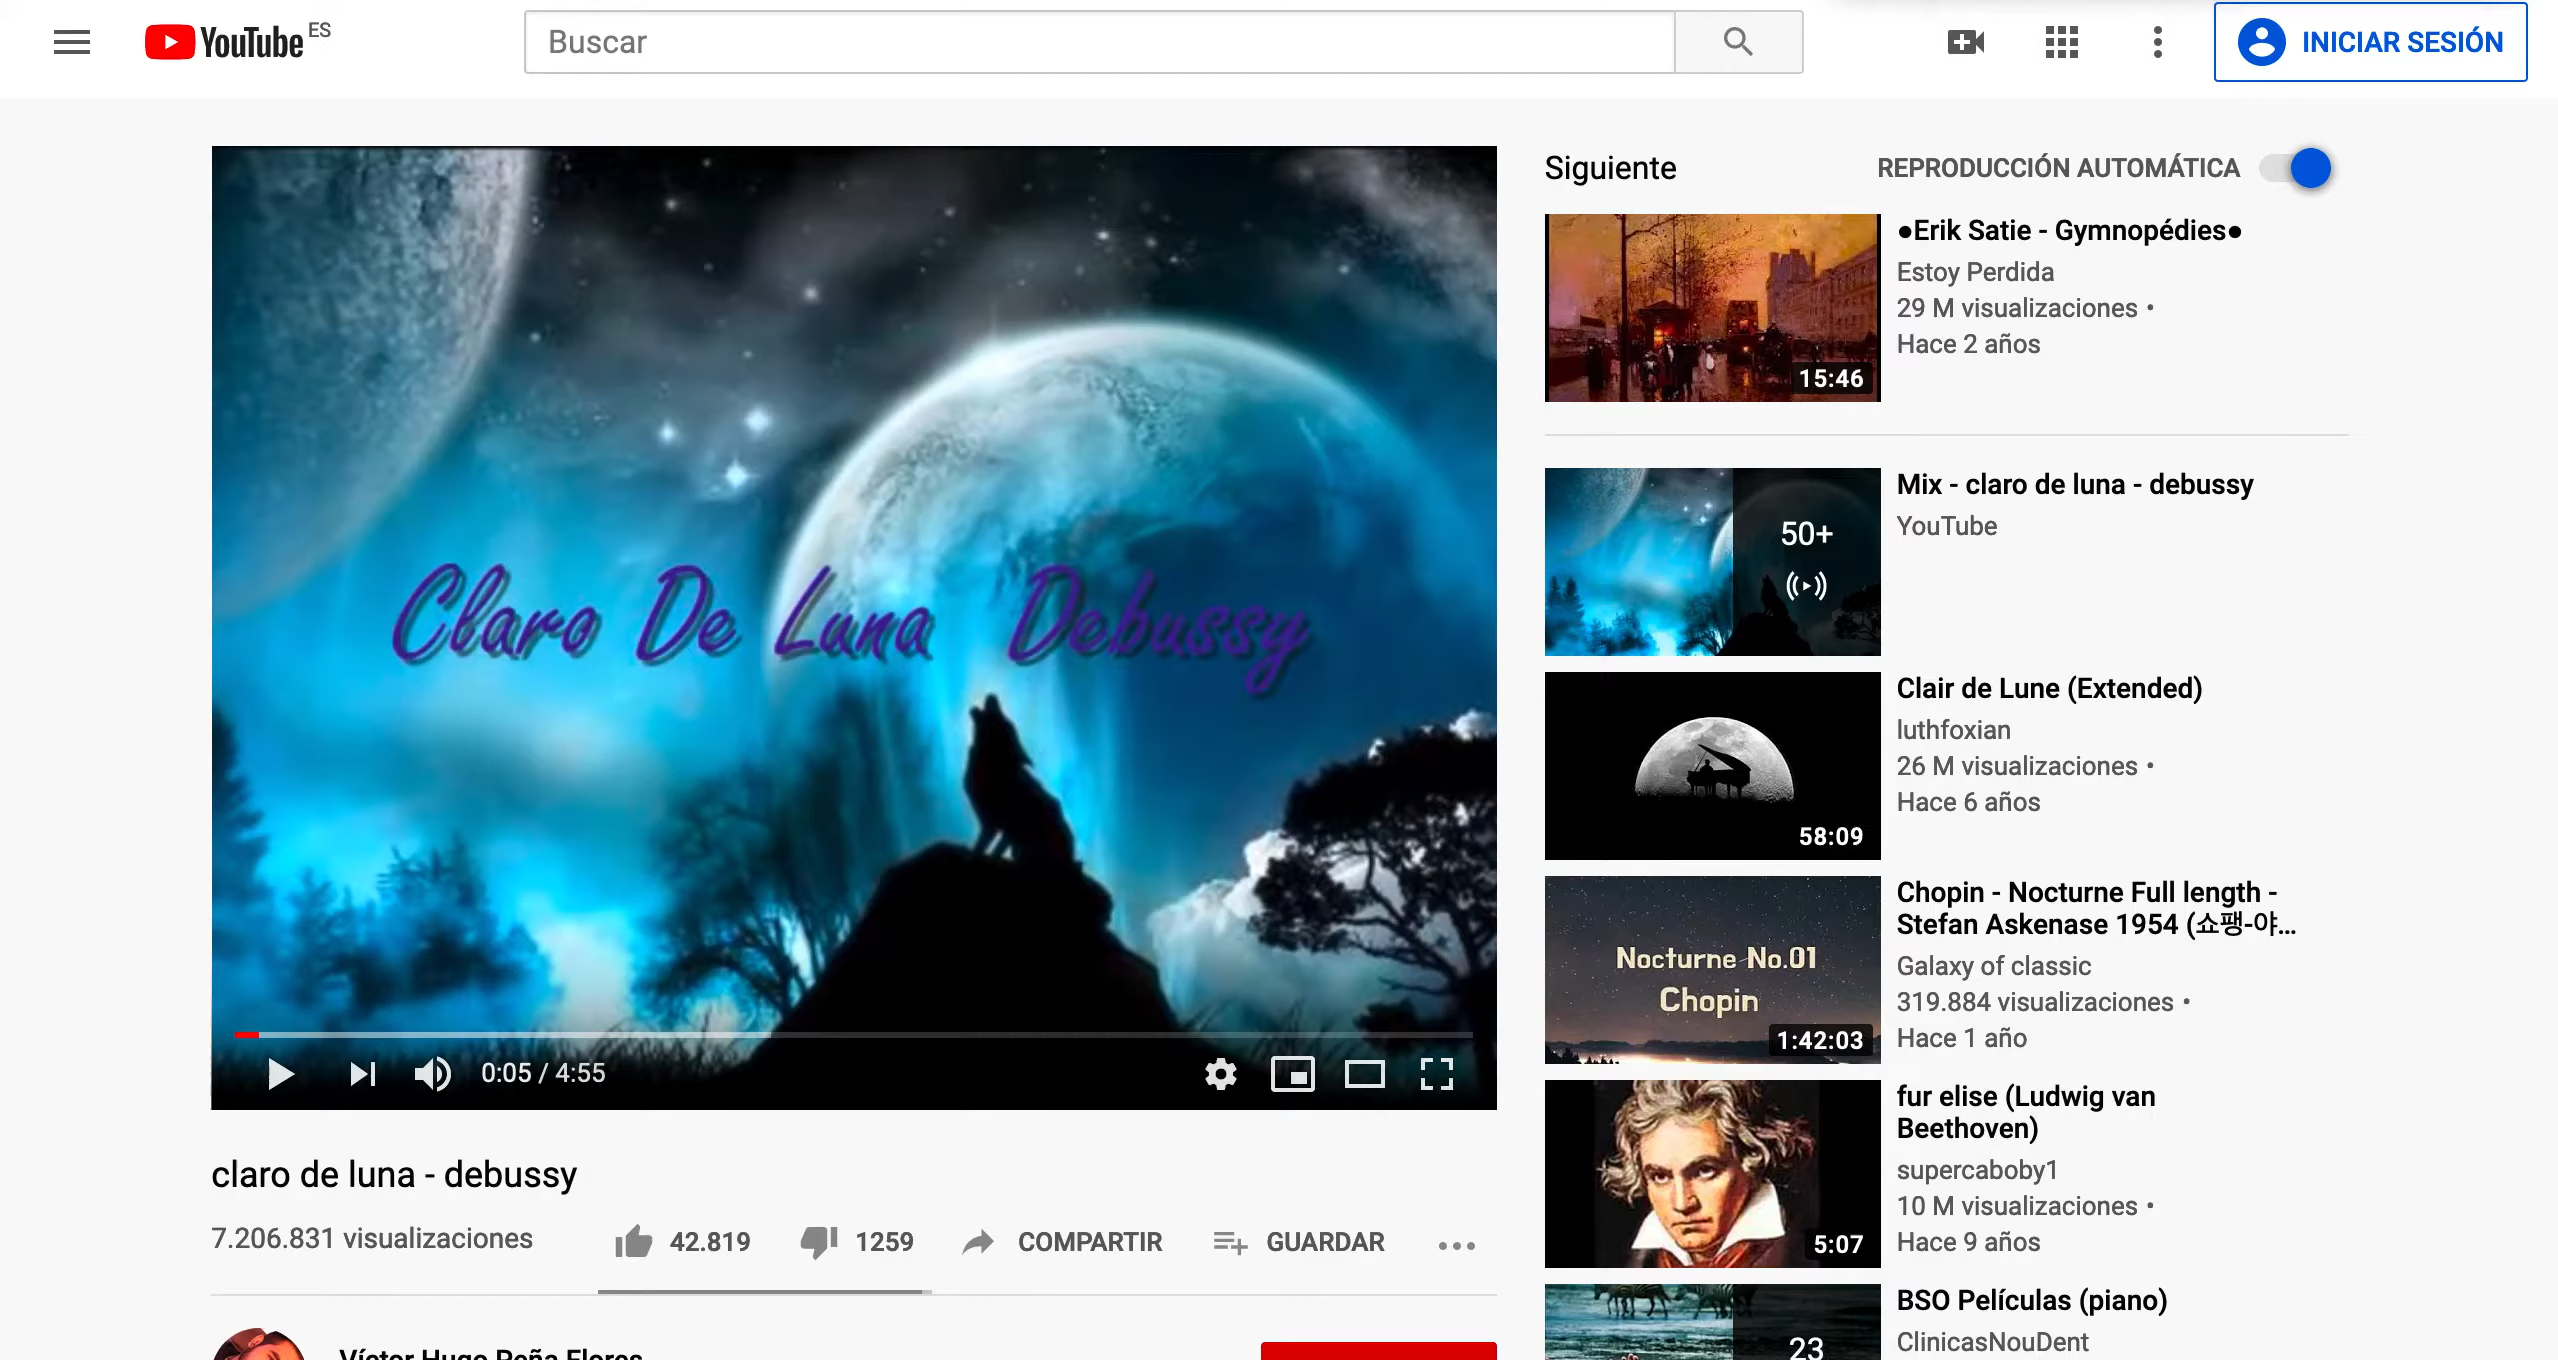 YouTube ES
Buscar
INICIAR SESIÓN
Claro De Luna Debussy
0:05 / 4:55
claro de luna - debussy
7.206.831 visualizaciones
42.819
1259
COMPARTIR
GUARDAR
Víctor Hugo Peña Flores
Siguiente
REPRODUCCIÓN AUTOMÁTICA
15:46
●Erik Satie - Gymnopédies●
Estoy Perdida
29 M visualizaciones •
Hace 2 años
50+
Mix - claro de luna - debussy
YouTube
58:09
Clair de Lune (Extended)
luthfoxian
26 M visualizaciones •
Hace 6 años
Nocturne No.01
Chopin
1:42:03
Chopin - Nocturne Full length -
Stefan Askenase 1954 (쇼팽-야...
Galaxy of classic
319.884 visualizaciones •
Hace 1 año
5:07
fur elise (Ludwig van
Beethoven)
supercaboby1
10 M visualizaciones •
Hace 9 años
23
BSO Películas (piano)
ClinicasNouDent